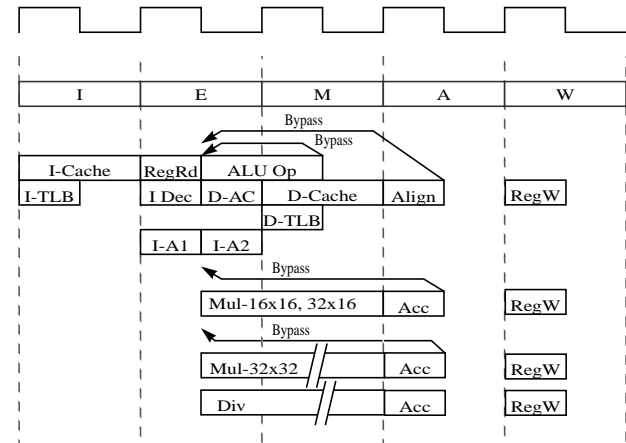 I E M A W
Bypass
Bypass
I-Cache RegRd ALU Op
I-TLB I Dec D-AC D-Cache Align RegW
D-TLB
I-A1 I-A2
Bypass
Mul-16x16, 32x16 Acc RegW
Bypass
Mul-32x32 Acc RegW
Div Acc RegW